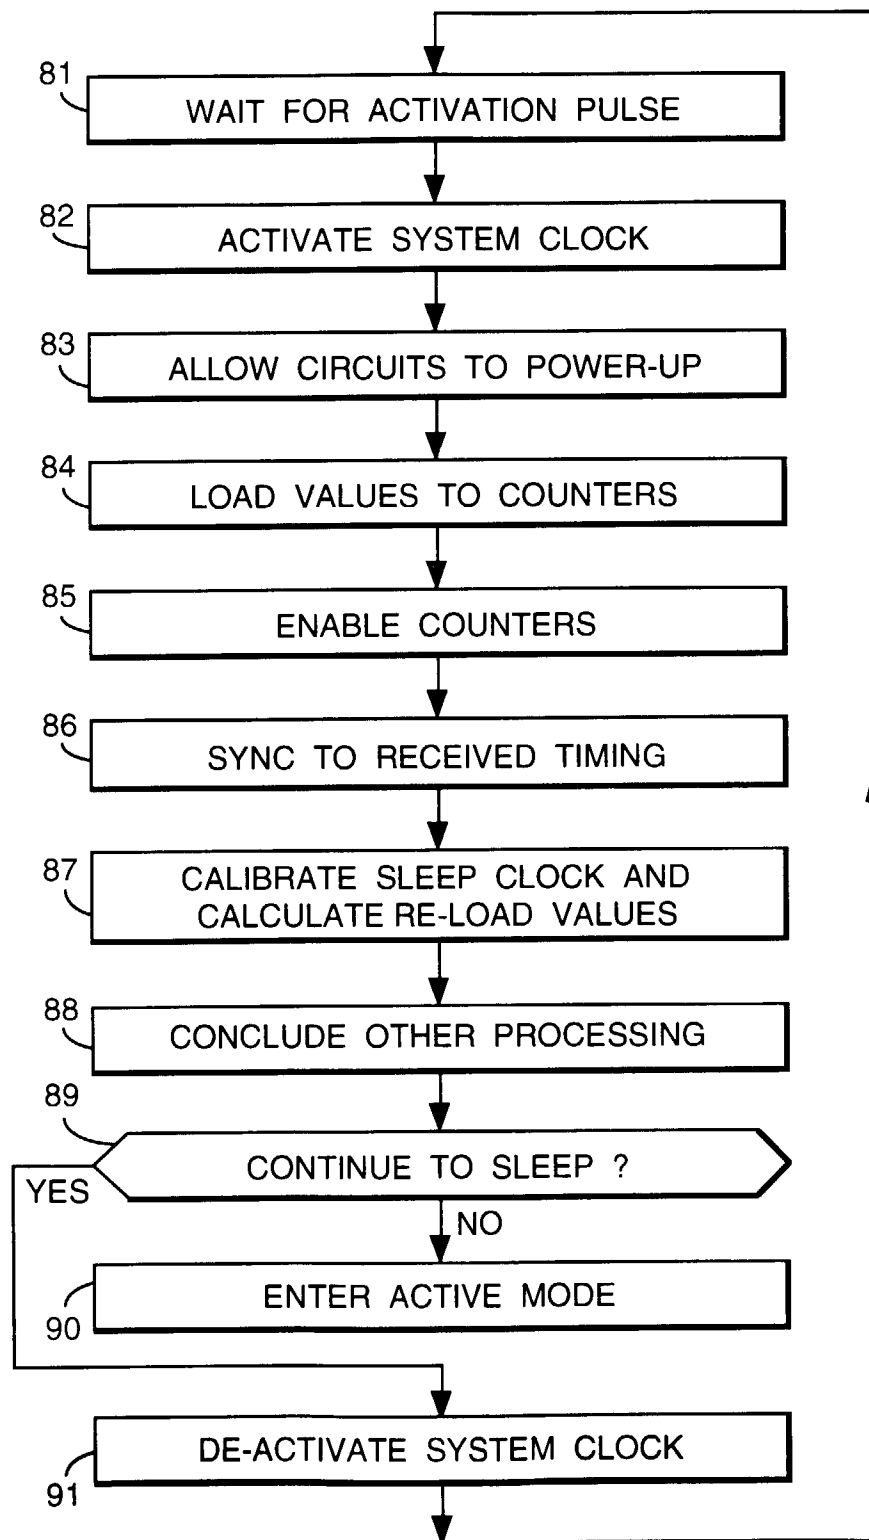 81
WAIT FOR ACTIVATION PULSE
82
ACTIVATE SYSTEM CLOCK
83
ALLOW CIRCUITS TO POWER-UP
84
LOAD VALUES TO COUNTERS
85
ENABLE COUNTERS
86
SYNC TO RECEIVED TIMING
87
CALIBRATE SLEEP CLOCK AND
CALCULATE RE-LOAD VALUES
88
CONCLUDE OTHER PROCESSING
89
CONTINUE TO SLEEP ?
YES
NO
ENTER ACTIVE MODE
90
DE-ACTIVATE SYSTEM CLOCK
91